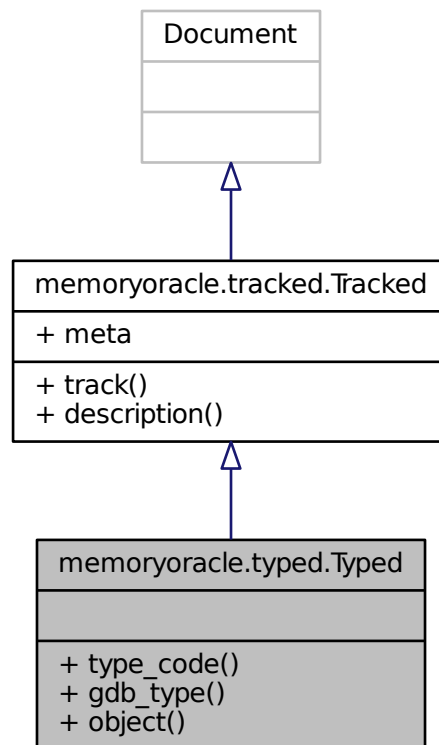 Document
memoryoracle.tracked.Tracked
+ meta
+ track()
+ description()
memoryoracle.typed.Typed
+ type_code()
+ gdb_type()
+ object()